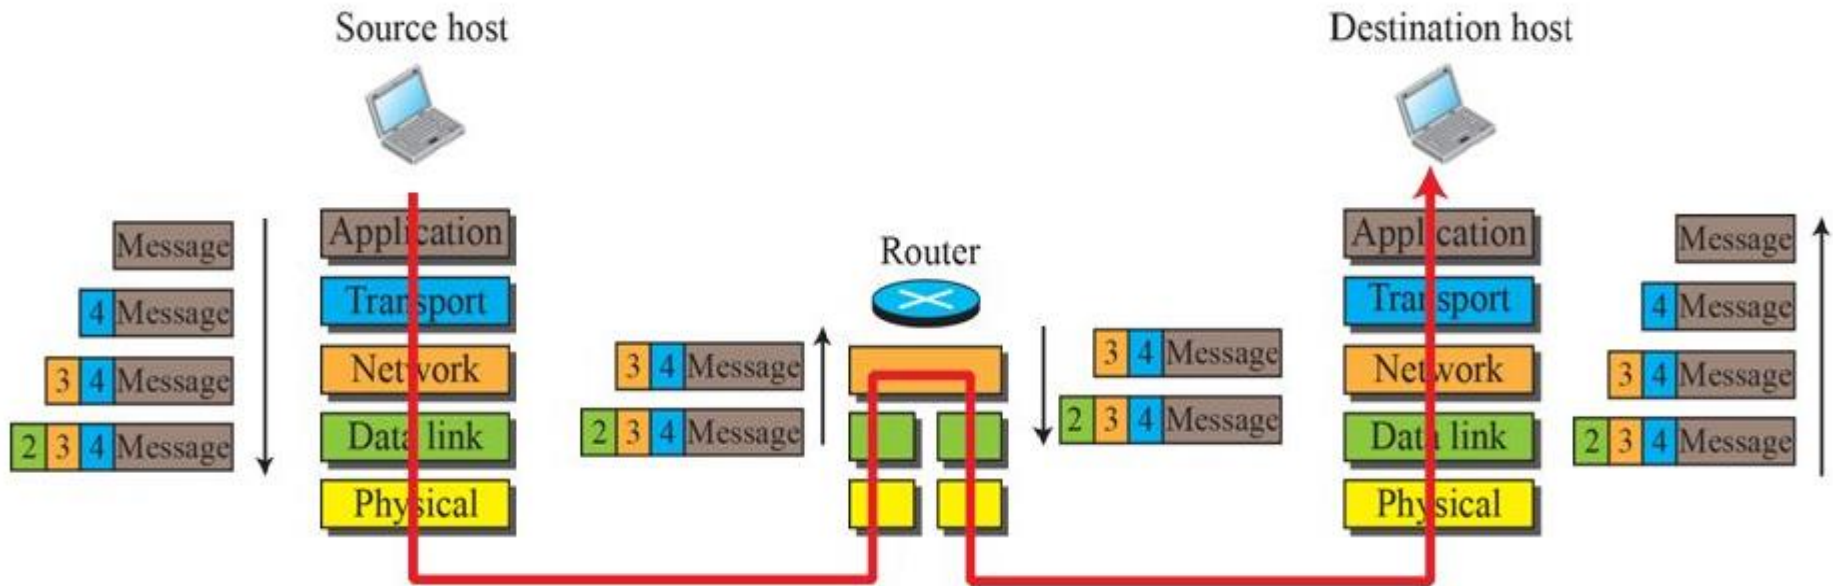 Source host
Destination host
Router
Message
4 Message
3 4 Message
2 3 4 Message
Application
Transport
Network
Data link
Physical
3 4 Message
2 3 4 Message
3 4 Message
2 3 4 Message
Application
Transport
Network
Data link
Physical
Message
4 Message
3 4 Message
2 3 4 Message